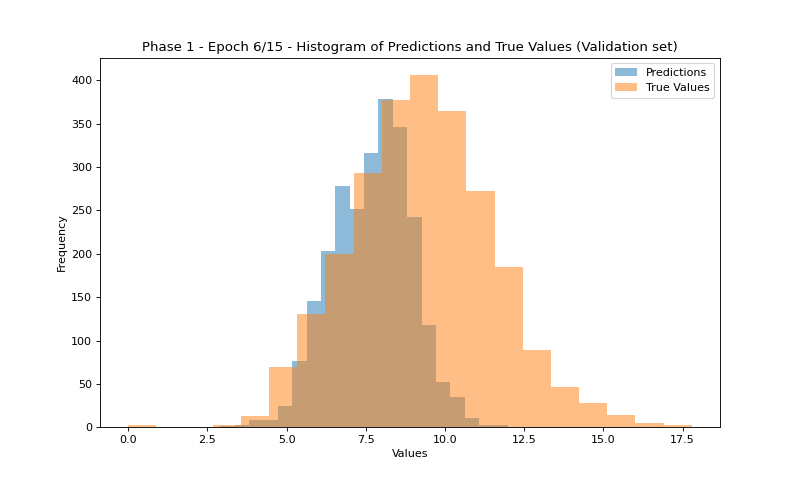 Phase 1 - Epoch 6/15 - Histogram of Predictions and True Values (Validation set)
Predictions
True Values
400
350
300
250
200
150
100
50
0
Frequency
0.0 2.5 5.0 7.5 10.0 12.5 15.0 17.5
Values